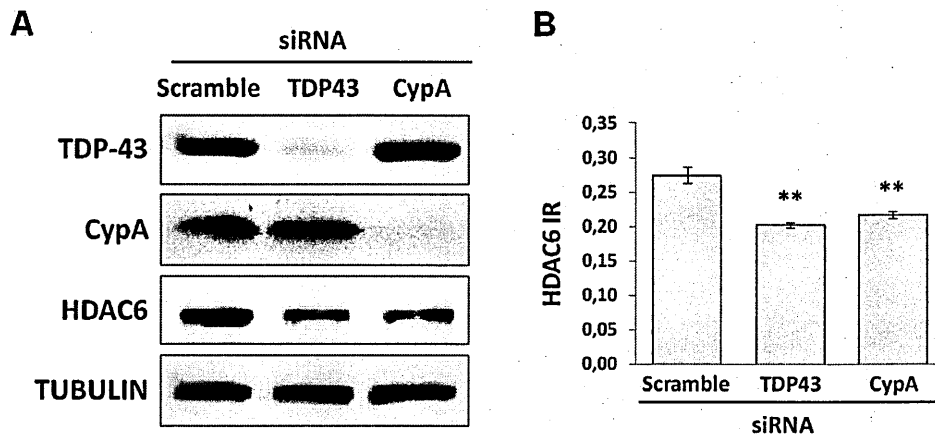 A
siRNA
Scramble TDP43 CypA
TDP-43
CypA
HDAC6
TUBULIN
B
HDAC6 IR
0,35
0,30
0,25
0,20
0,15
0,10
0,05
0,00
** **
Scramble TDP43 CypA
siRNA